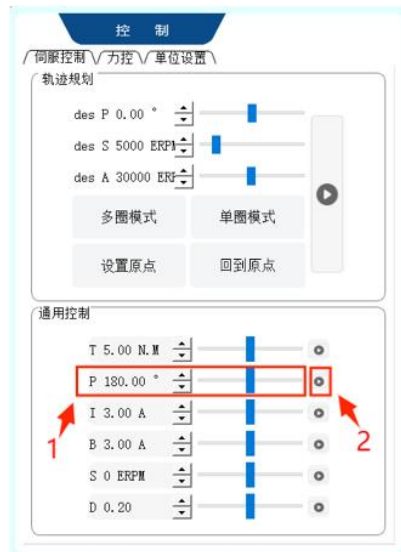 控 制
伺服控制 力控 单位设置
轨迹规划
des P 0.00 °
des S 5000 ERPM
des A 30000 ERP
多圈模式 单圈模式
设置原点 回到原点
通用控制
T 5.00 N.M
P 180.00 °
I 3.00 A
1 2
B 3.00 A
S 0 ERPM
D 0.20